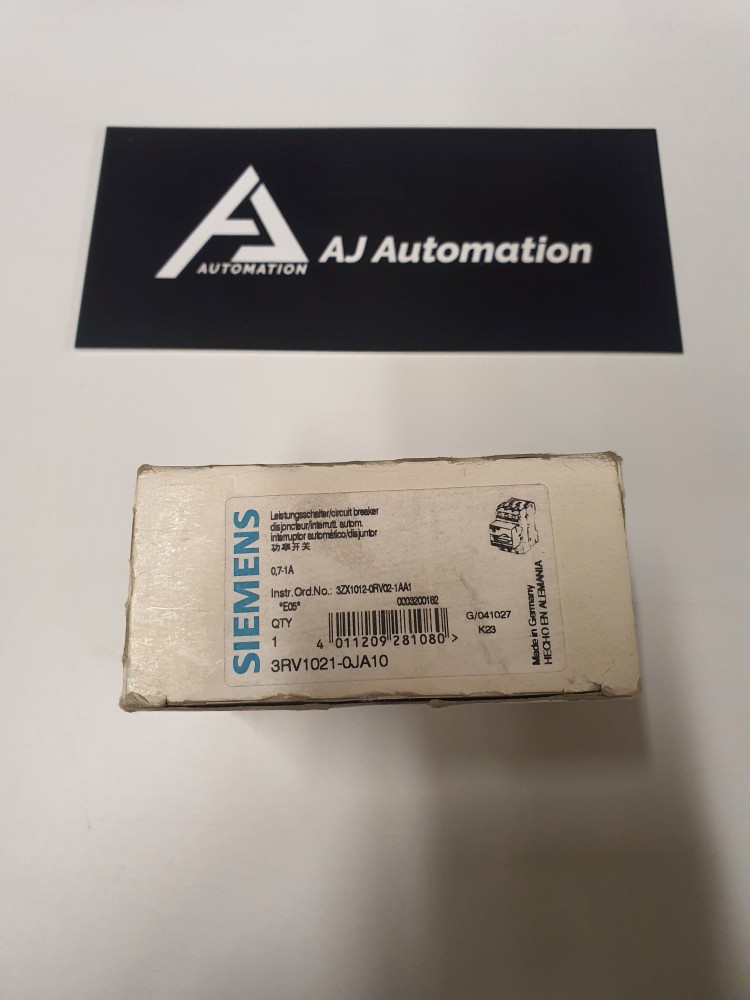 AUTOMATION
AJ Automation
SIEMENS
Leistungsschalter/circuit breaker
disjoncteur/interrutt. autom.
interruptor automático/disjuntor
功率开关
0,7-1A
Instr.Ord.No.: 3ZX1012-0RV02-1AA1
"E05" 0003200182
QTY
1
4 011209 281080 >
G/041027
K23
3RV1021-0JA10
Made in Germany
HECHO EN ALEMANIA